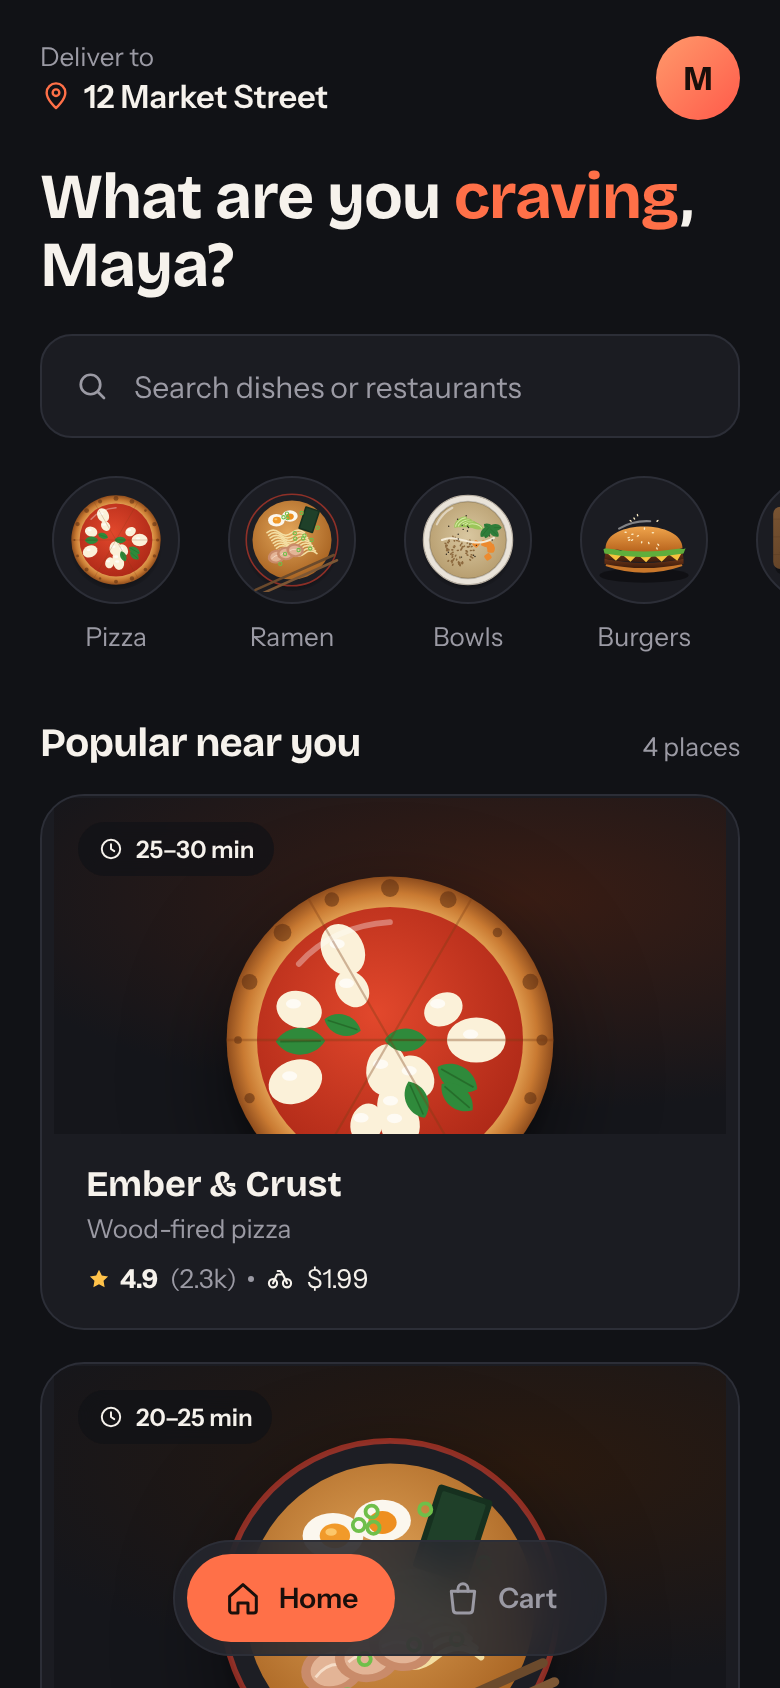 Deliver to
12 Market Street
M
What are you craving,
Maya?
Search dishes or restaurants
Pizza
Ramen
Bowls
Burgers
Popular near you
4 places
25–30 min
Ember & Crust
Wood-fired pizza
4.9 (2.3k) • $1.99
20–25 min
Home
Cart